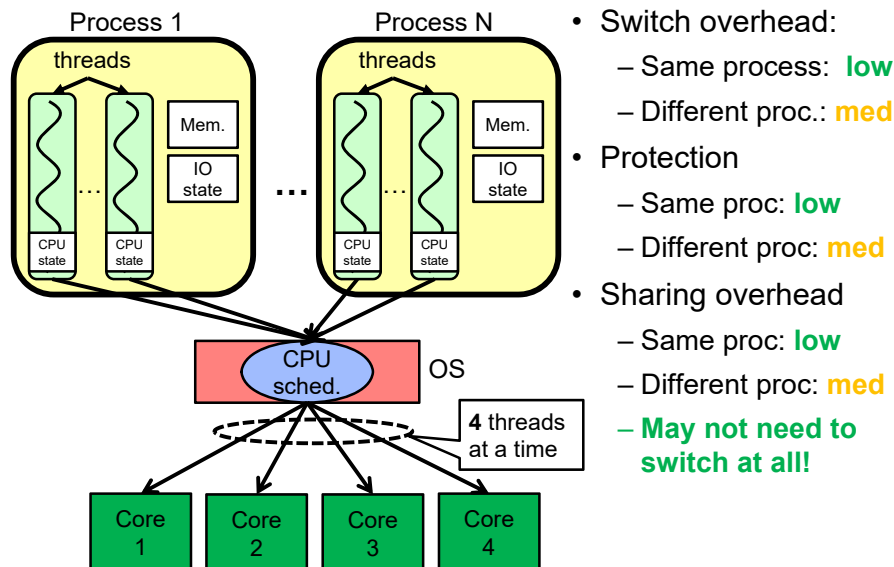 Process 1
threads
Mem.
IO
state
…
CPU
state
CPU
state
…
Process N
threads
Mem.
IO
state
…
CPU
state
CPU
state
CPU
sched.
OS
4 threads
at a time
Core
1
Core
2
Core
3
Core
4
• Switch overhead:
– Same process: low
– Different proc.: med
• Protection
– Same proc: low
– Different proc: med
• Sharing overhead
– Same proc: low
– Different proc: med
– May not need to
switch at all!